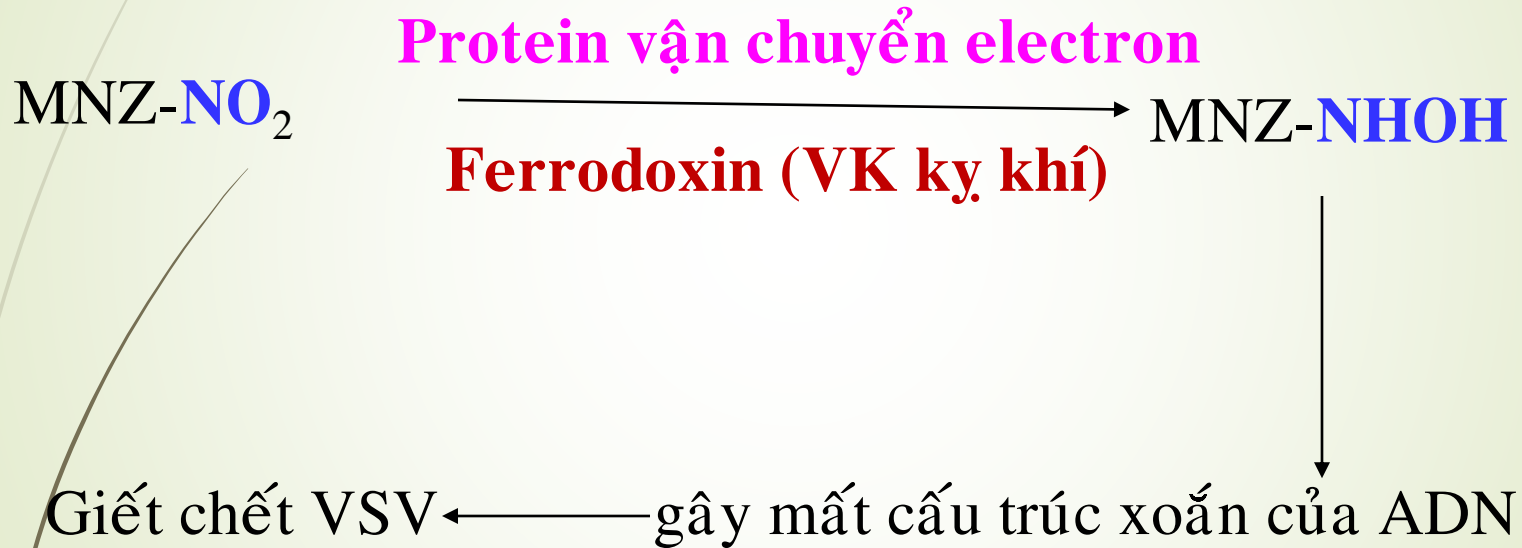 Protein vận chuyển electron
MNZ-NO₂
MNZ-NHOH
Ferrodoxin (VK kỵ khí)
Giết chết VSV
gây mất cấu trúc xoắn của ADN